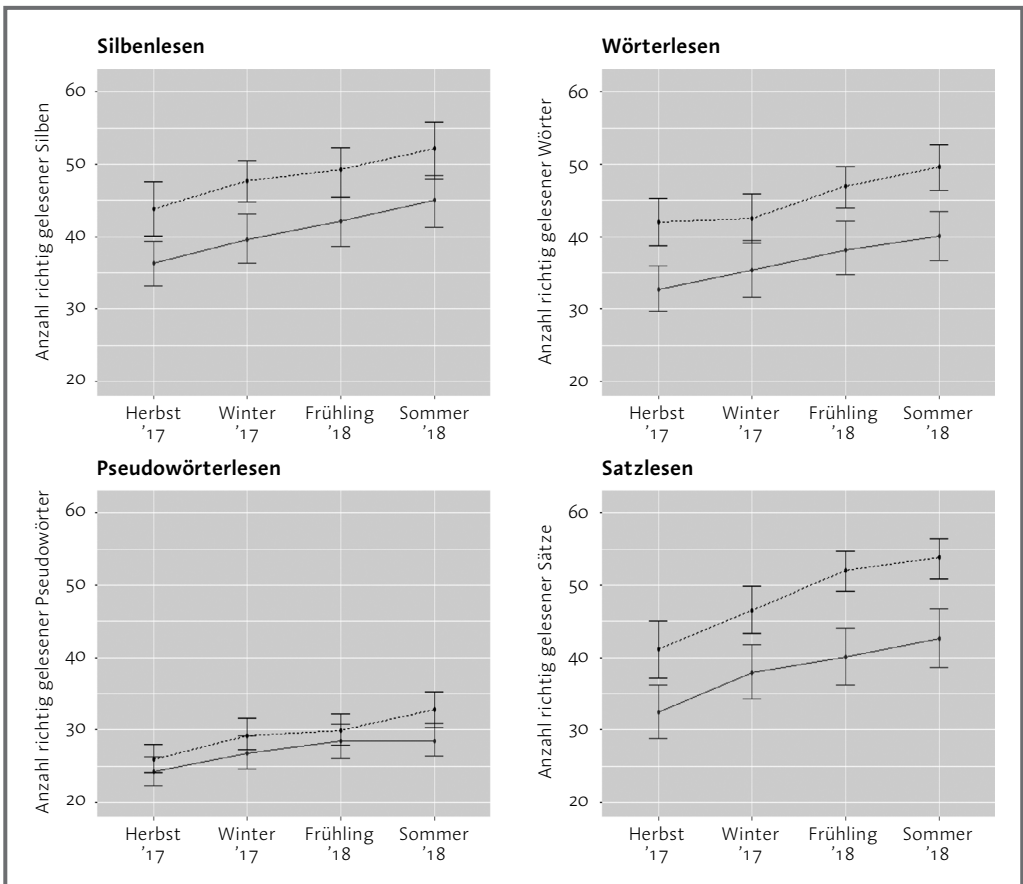 Silbenlesen
Anzahl richtig gelesener Silben
60
50
40
30
20
Herbst Winter Frühling Sommer
'17 '17 '18 '18
Wörterlesen
Anzahl richtig gelesener Wörter
60
50
40
30
20
Herbst Winter Frühling Sommer
'17 '17 '18 '18
Pseudowörterlesen
Anzahl richtig gelesener Pseudowörter
60
50
40
30
20
Herbst Winter Frühling Sommer
'17 '17 '18 '18
Satzlesen
Anzahl richtig gelesener Sätze
60
50
40
30
20
Herbst Winter Frühling Sommer
'17 '17 '18 '18